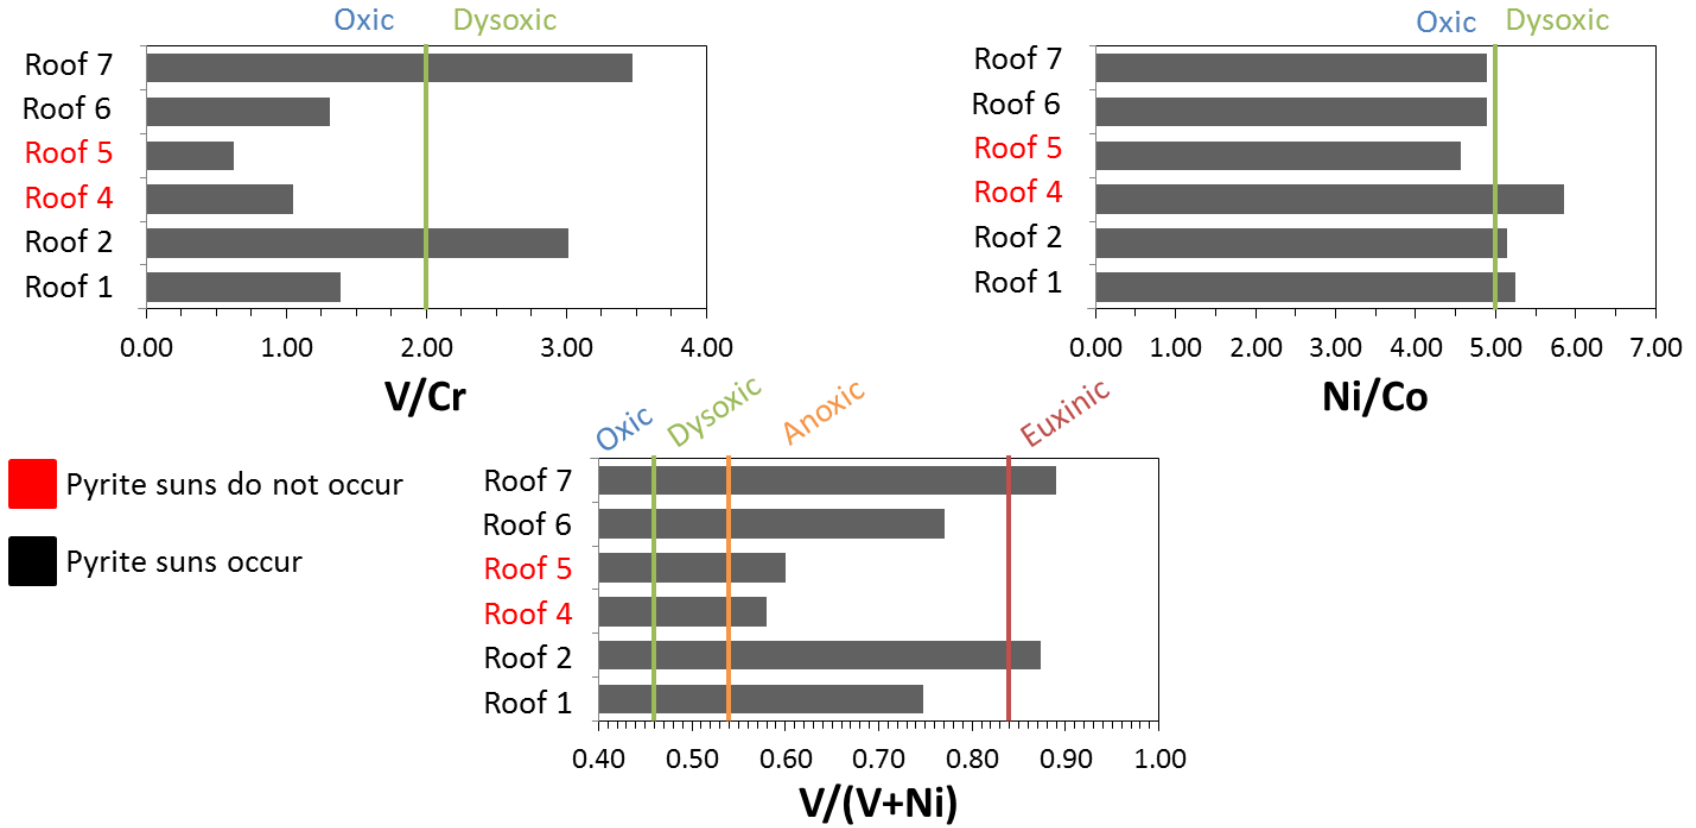 Oxic Dysoxic
Roof 7
Roof 6
Roof 5
Roof 4
Roof 2
Roof 1
0.00 1.00 2.00 3.00 4.00
V/Cr
Oxic Dysoxic
Roof 7
Roof 6
Roof 5
Roof 4
Roof 2
Roof 1
0.00 1.00 2.00 3.00 4.00 5.00 6.00 7.00
Ni/Co
Pyrite suns do not occur
Pyrite suns occur
Oxic Dysoxic Anoxic Euxinic
Roof 7
Roof 6
Roof 5
Roof 4
Roof 2
Roof 1
0.40 0.50 0.60 0.70 0.80 0.90 1.00
V/(V+Ni)